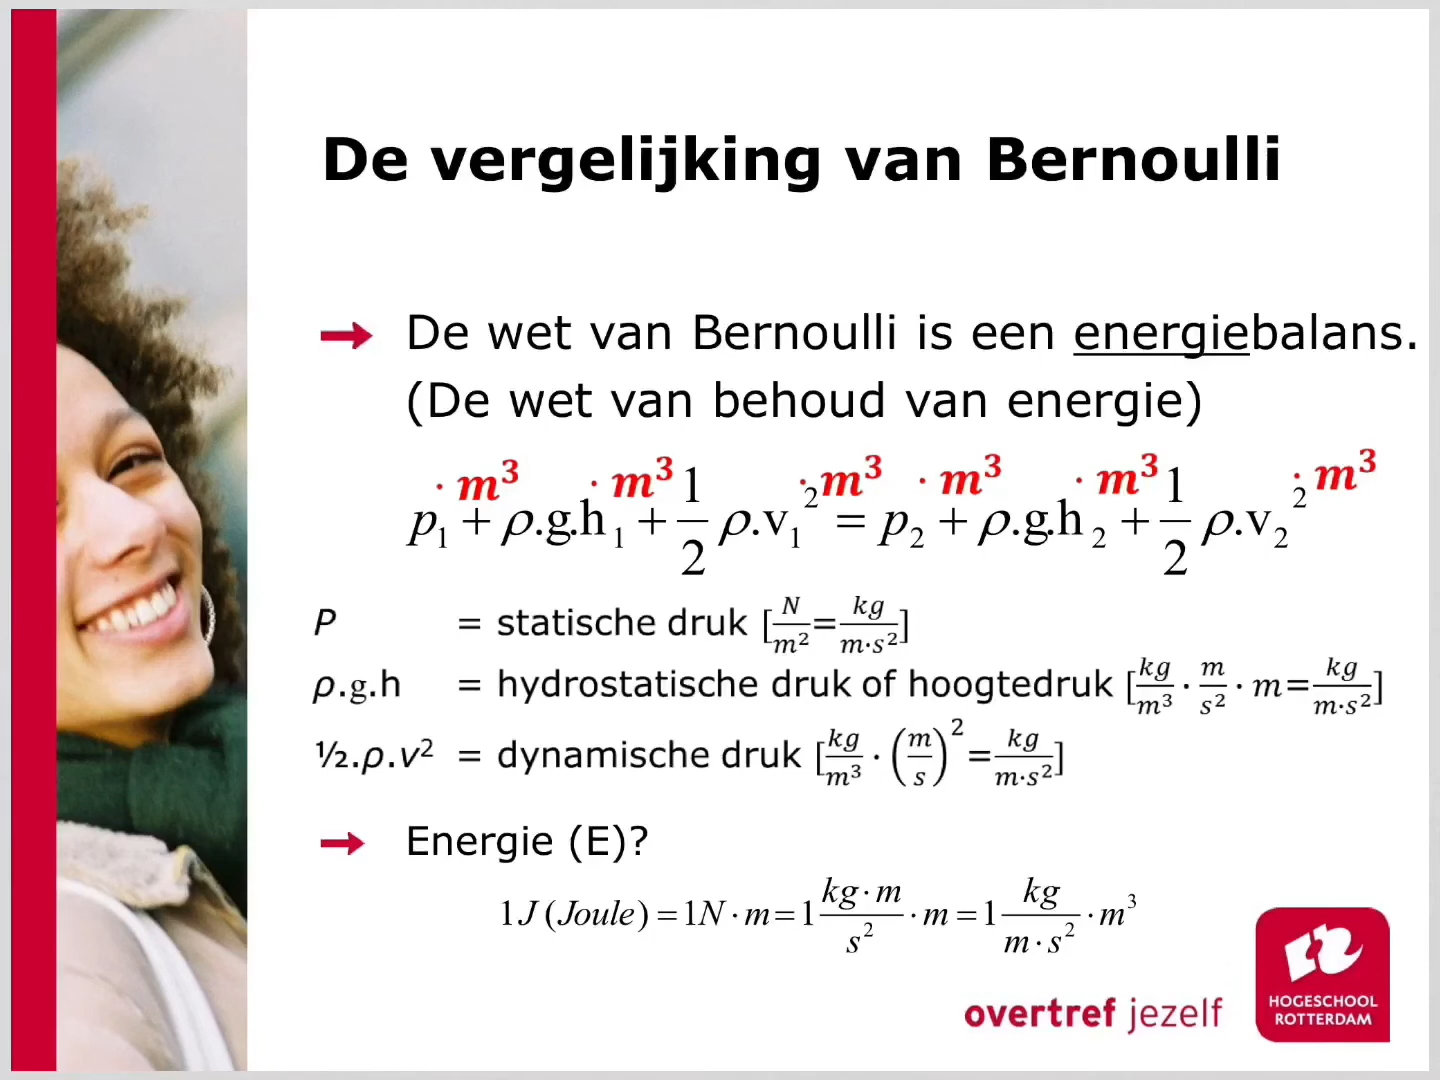 De vergelijking van Bernoulli
De wet van Bernoulli is een energiebalans.
(De wet van behoud van energie)
· m³ · m³ · m³ · m³ · m³ · m³
p₁ + ρ.g.h₁ + 1/2 ρ.v₁² = p₂ + ρ.g.h₂ + 1/2 ρ.v₂²
P = statische druk [N/m² = kg/m·s²]
ρ.g.h = hydrostatische druk of hoogtedruk [kg/m³ · m/s² · m = kg/m·s²]
½.ρ.v² = dynamische druk [kg/m³ · (m/s)² = kg/m·s²]
Energie (E)?
1J (Joule) = 1N · m = 1 kg·m/s² · m = 1 kg/m·s² · m³
overtref jezelf
HOGESCHOOL
ROTTERDAM